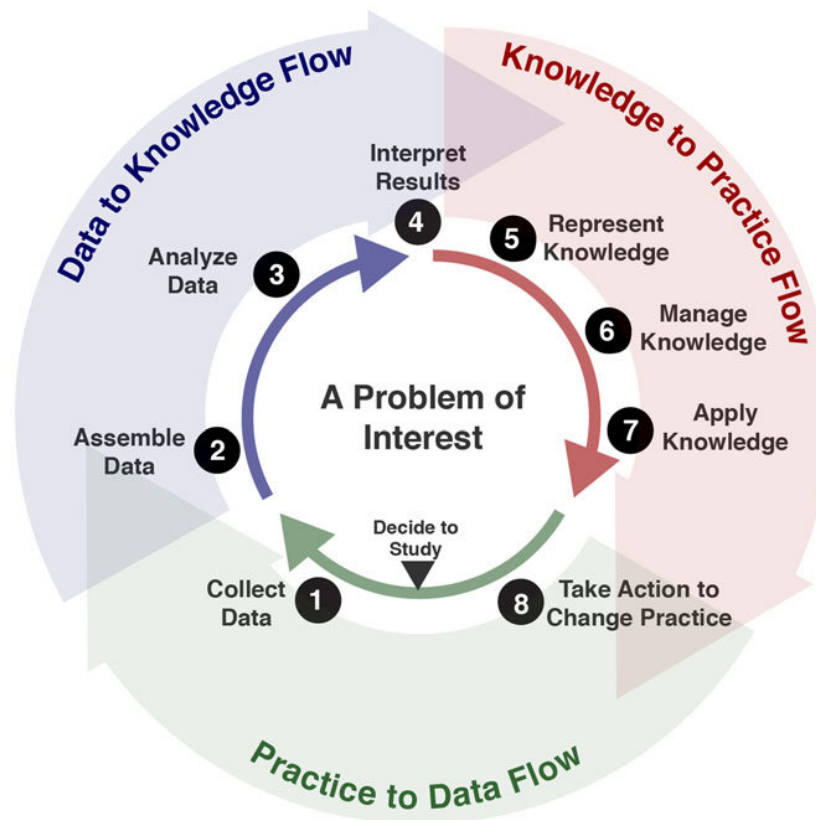 Data to Knowledge Flow
Knowledge to Practice Flow
Interpret
Results
4
5
Represent
Knowledge
Analyze
Data
3
6
Manage
Knowledge
A Problem of
Interest
Assemble
Data
2
7
Apply
Knowledge
Decide to
Study
Collect
Data
1
8
Take Action to
Change Practice
Practice to Data Flow